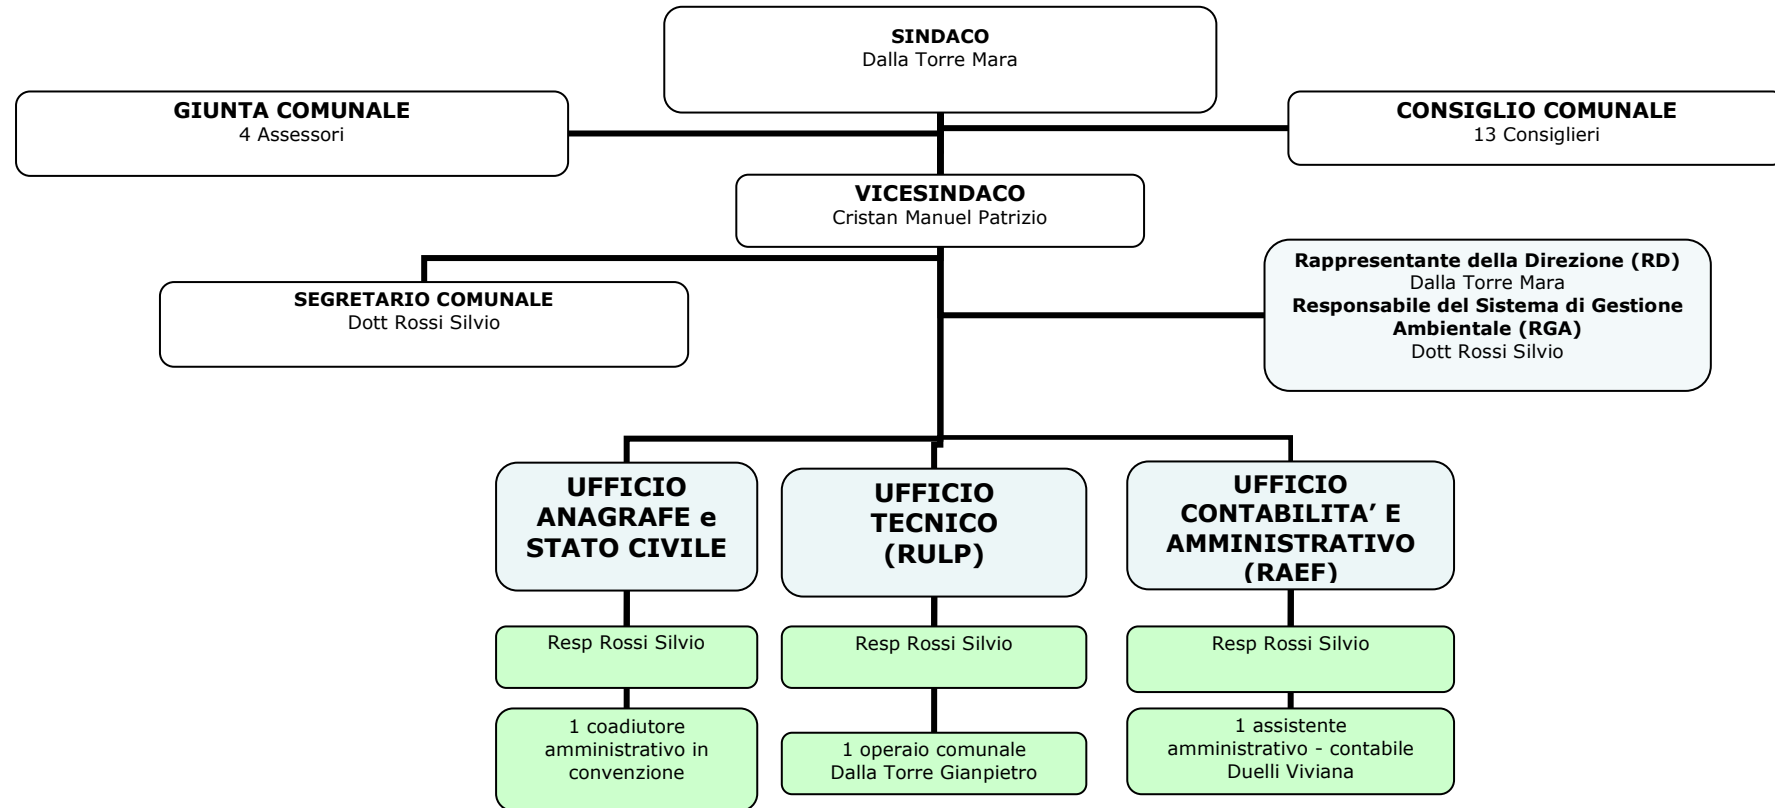 SINDACO
Dalla Torre Mara
GIUNTA COMUNALE
4 Assessori
CONSIGLIO COMUNALE
13 Consiglieri
VICESINDACO
Cristan Manuel Patrizio
SEGRETARIO COMUNALE
Dott Rossi Silvio
Rappresentante della Direzione (RD)
Dalla Torre Mara
Responsabile del Sistema di Gestione
Ambientale (RGA)
Dott Rossi Silvio
UFFICIO
ANAGRAFE e
STATO CIVILE
UFFICIO
TECNICO
(RULP)
UFFICIO
CONTABILITA’ E
AMMINISTRATIVO
(RAEF)
Resp Rossi Silvio
Resp Rossi Silvio
Resp Rossi Silvio
1 coadiutore
amministrativo in
convenzione
1 operaio comunale
Dalla Torre Gianpietro
1 assistente
amministrativo - contabile
Duelli Viviana